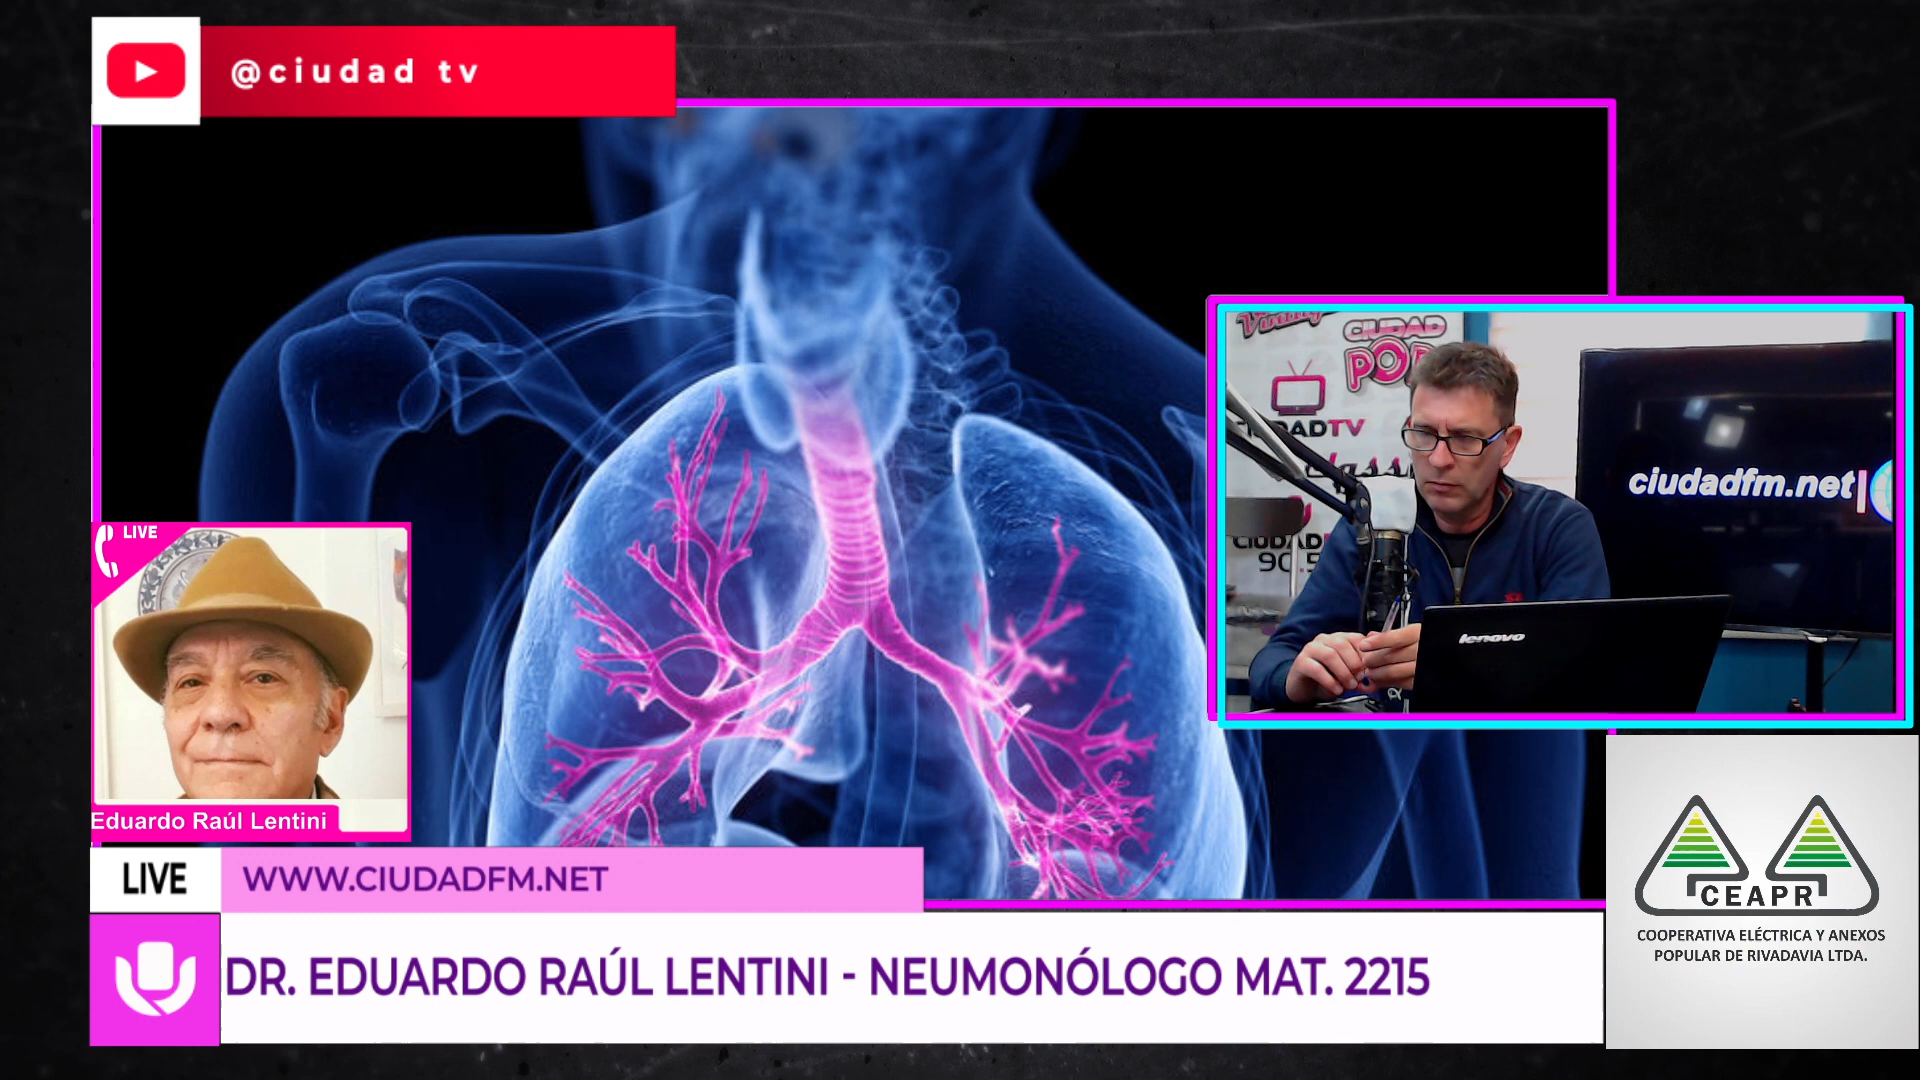 @ciudad tv
CIUDAD
POP
CIUDADTV
ciudadfm.net
lenovo
LIVE
Eduardo Raúl Lentini
LIVE
WWW.CIUDADFM.NET
DR. EDUARDO RAÚL LENTINI - NEUMONÓLOGO MAT. 2215
CEAPR
COOPERATIVA ELÉCTRICA Y ANEXOS
POPULAR DE RIVADAVIA LTDA.